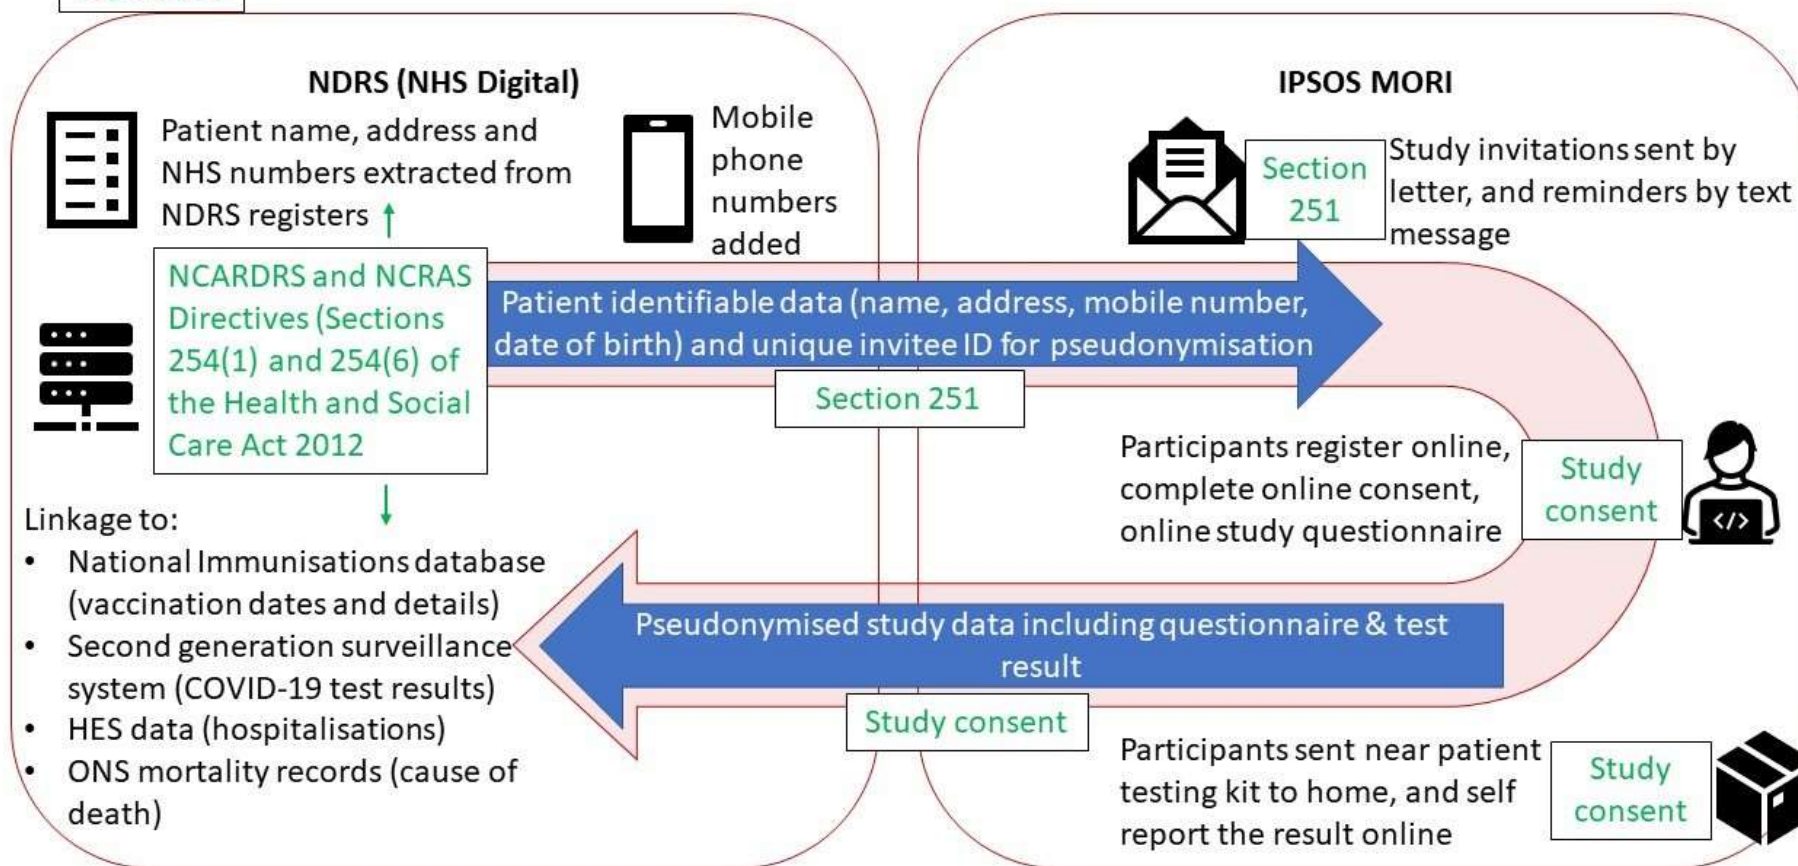 NDRS (NHS Digital)
Patient name, address and
NHS numbers extracted from
NDRS registers
Mobile
phone
numbers
added
NCARDRS and NCRAS
Directives (Sections
254(1) and 254(6) of
the Health and Social
Care Act 2012
Linkage to:
• National Immunisations database
(vaccination dates and details)
• Second generation surveillance
system (COVID-19 test results)
• HES data (hospitalisations)
• ONS mortality records (cause of
death)
Patient identifiable data (name, address, mobile number,
date of birth) and unique invitee ID for pseudonymisation
Section 251
IPSOS MORI
Section
251
Study invitations sent by
letter, and reminders by text
message
Participants register online,
complete online consent,
online study questionnaire
Study
consent
</>
Pseudonymised study data including questionnaire & test
result
Study consent
Participants sent near patient
testing kit to home, and self
report the result online
Study
consent